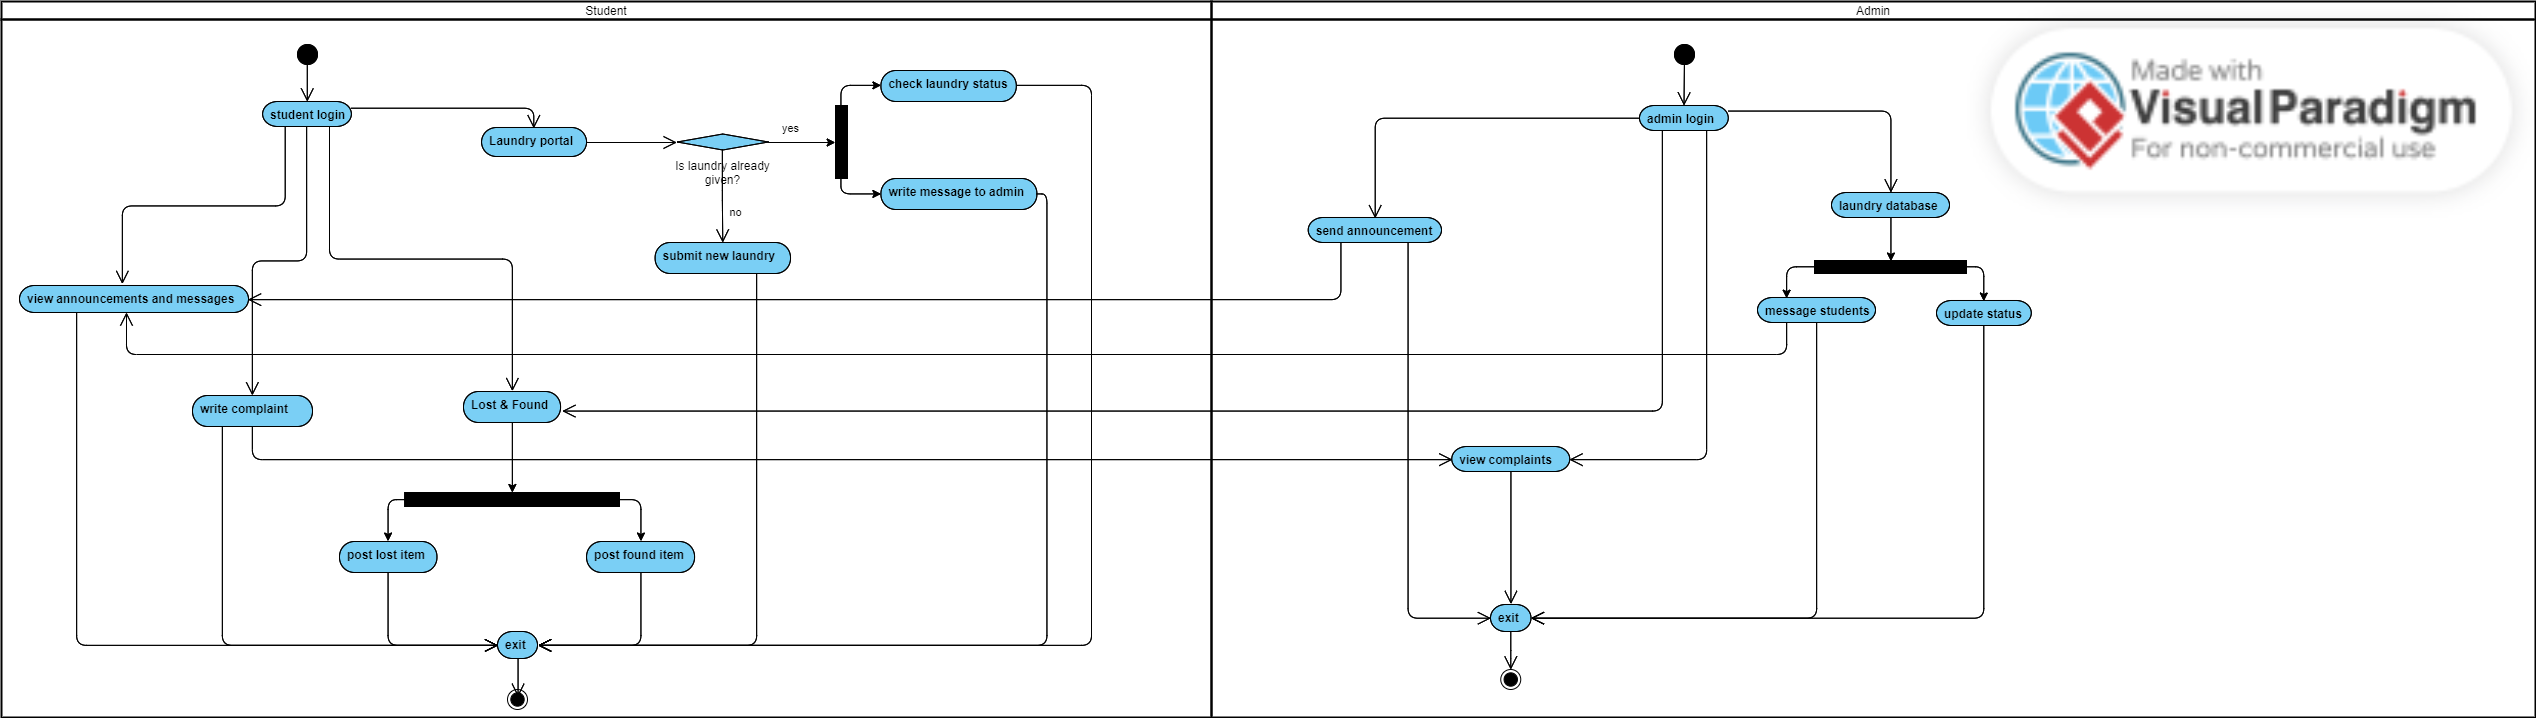 Student
Admin
Made with
Visual Paradigm
For non-commercial use
student login
Laundry portal
check laundry status
yes
Is laundry already
given?
write message to admin
no
submit new laundry
admin login
laundry database
send announcement
view announcements and messages
message students
update status
write complaint
Lost & Found
view complaints
post lost item
post found item
exit
exit